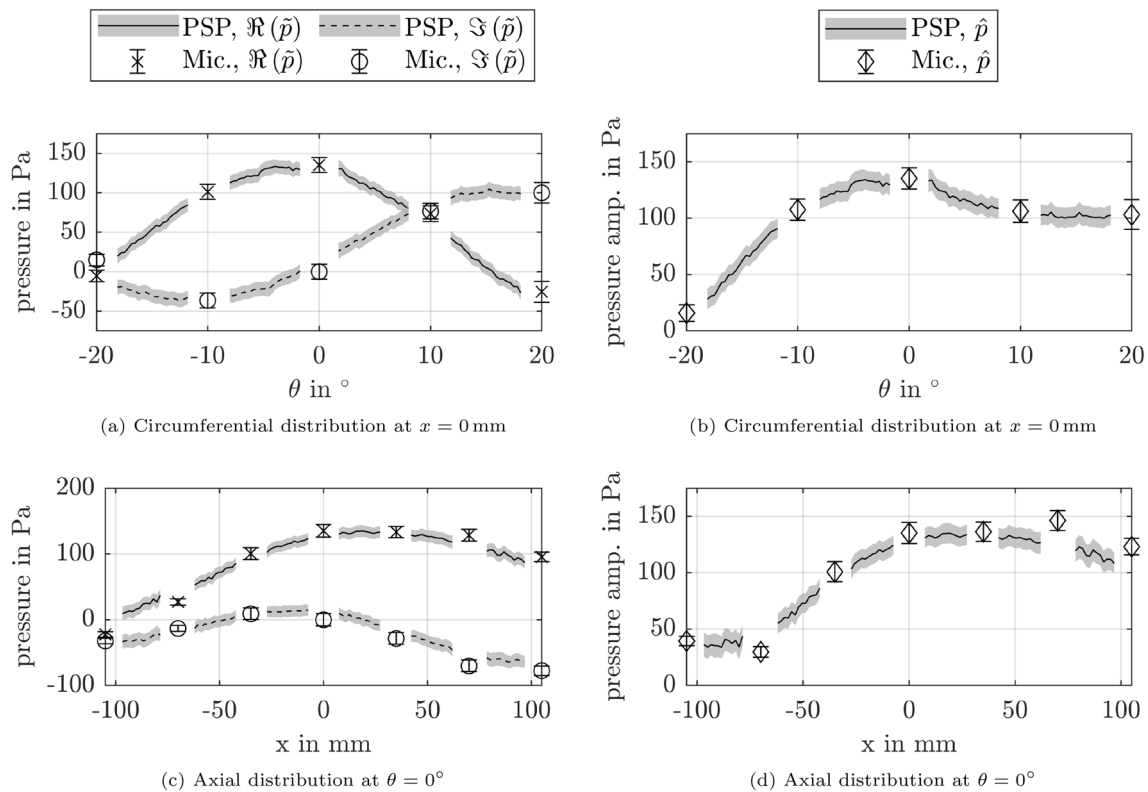 PSP, ℜ(p̃) PSP, ℑ(p̃)
Mic., ℜ(p̃) Mic., ℑ(p̃)
PSP, p̂
Mic., p̂
pressure in Pa
150
100
50
0
-50
-20 -10 0 10 20
θ in °
(a) Circumferential distribution at x = 0 mm
pressure amp. in Pa
150
100
50
0
-20 -10 0 10 20
θ in °
(b) Circumferential distribution at x = 0 mm
pressure in Pa
200
100
0
-100
-100 -50 0 50 100
x in mm
(c) Axial distribution at θ = 0°
pressure amp. in Pa
150
100
50
0
-100 -50 0 50 100
x in mm
(d) Axial distribution at θ = 0°